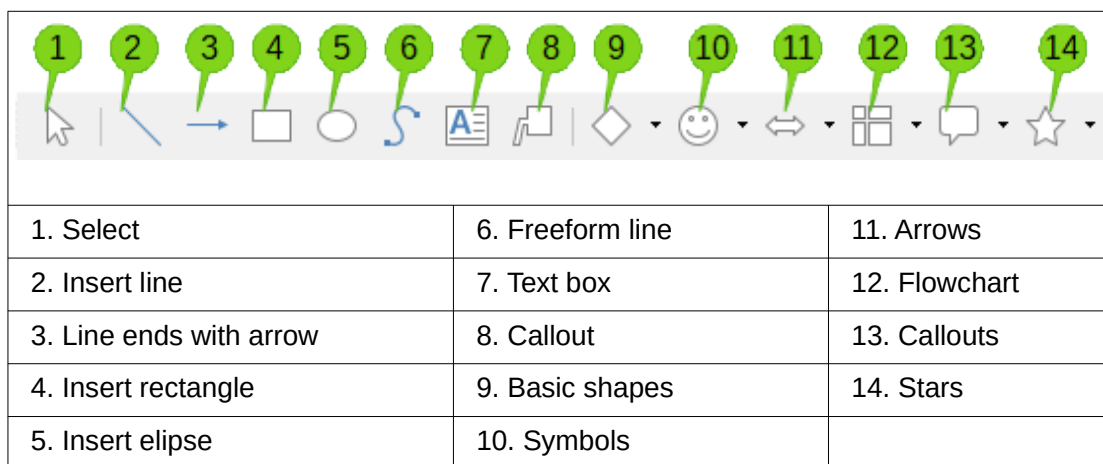 1 2 3 4 5 6 7 8 9 10 11 12 13 14
A
1. Select 6. Freeform line 11. Arrows
2. Insert line 7. Text box 12. Flowchart
3. Line ends with arrow 8. Callout 13. Callouts
4. Insert rectangle 9. Basic shapes 14. Stars
5. Insert elipse 10. Symbols